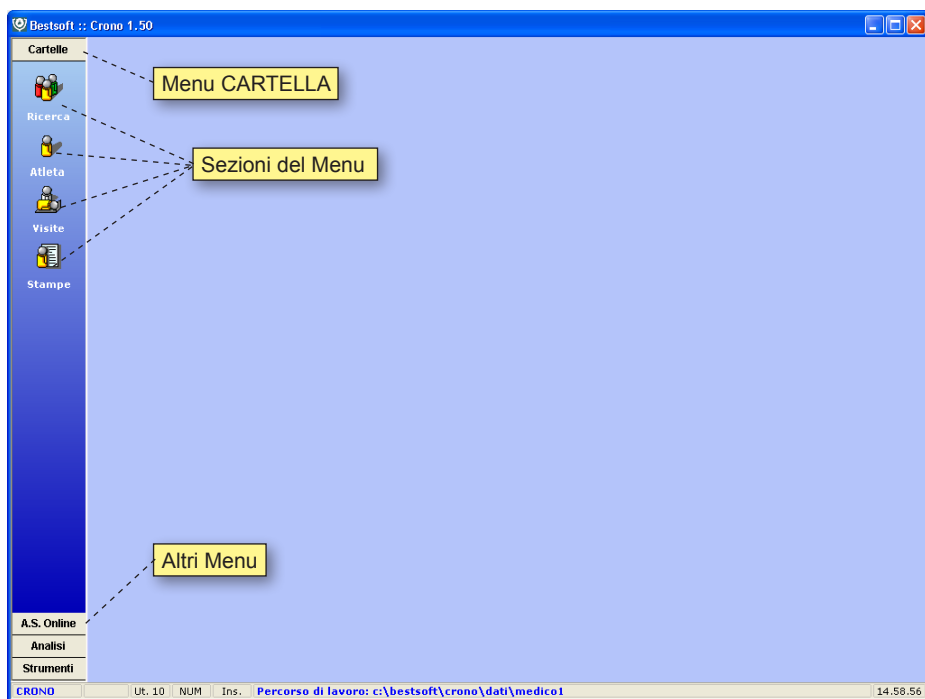 Bestsoft :: Crono 1.50
Cartelle
Menu CARTELLA
Ricerca
Sezioni del Menu
Atleta
Visite
Stampe
Altri Menu
A.S. Online
Analisi
Strumenti
CRONO Ut. 10 NUM Ins. Percorso di lavoro: c:\bestsoft\crono\dati\medico1 14.58.56